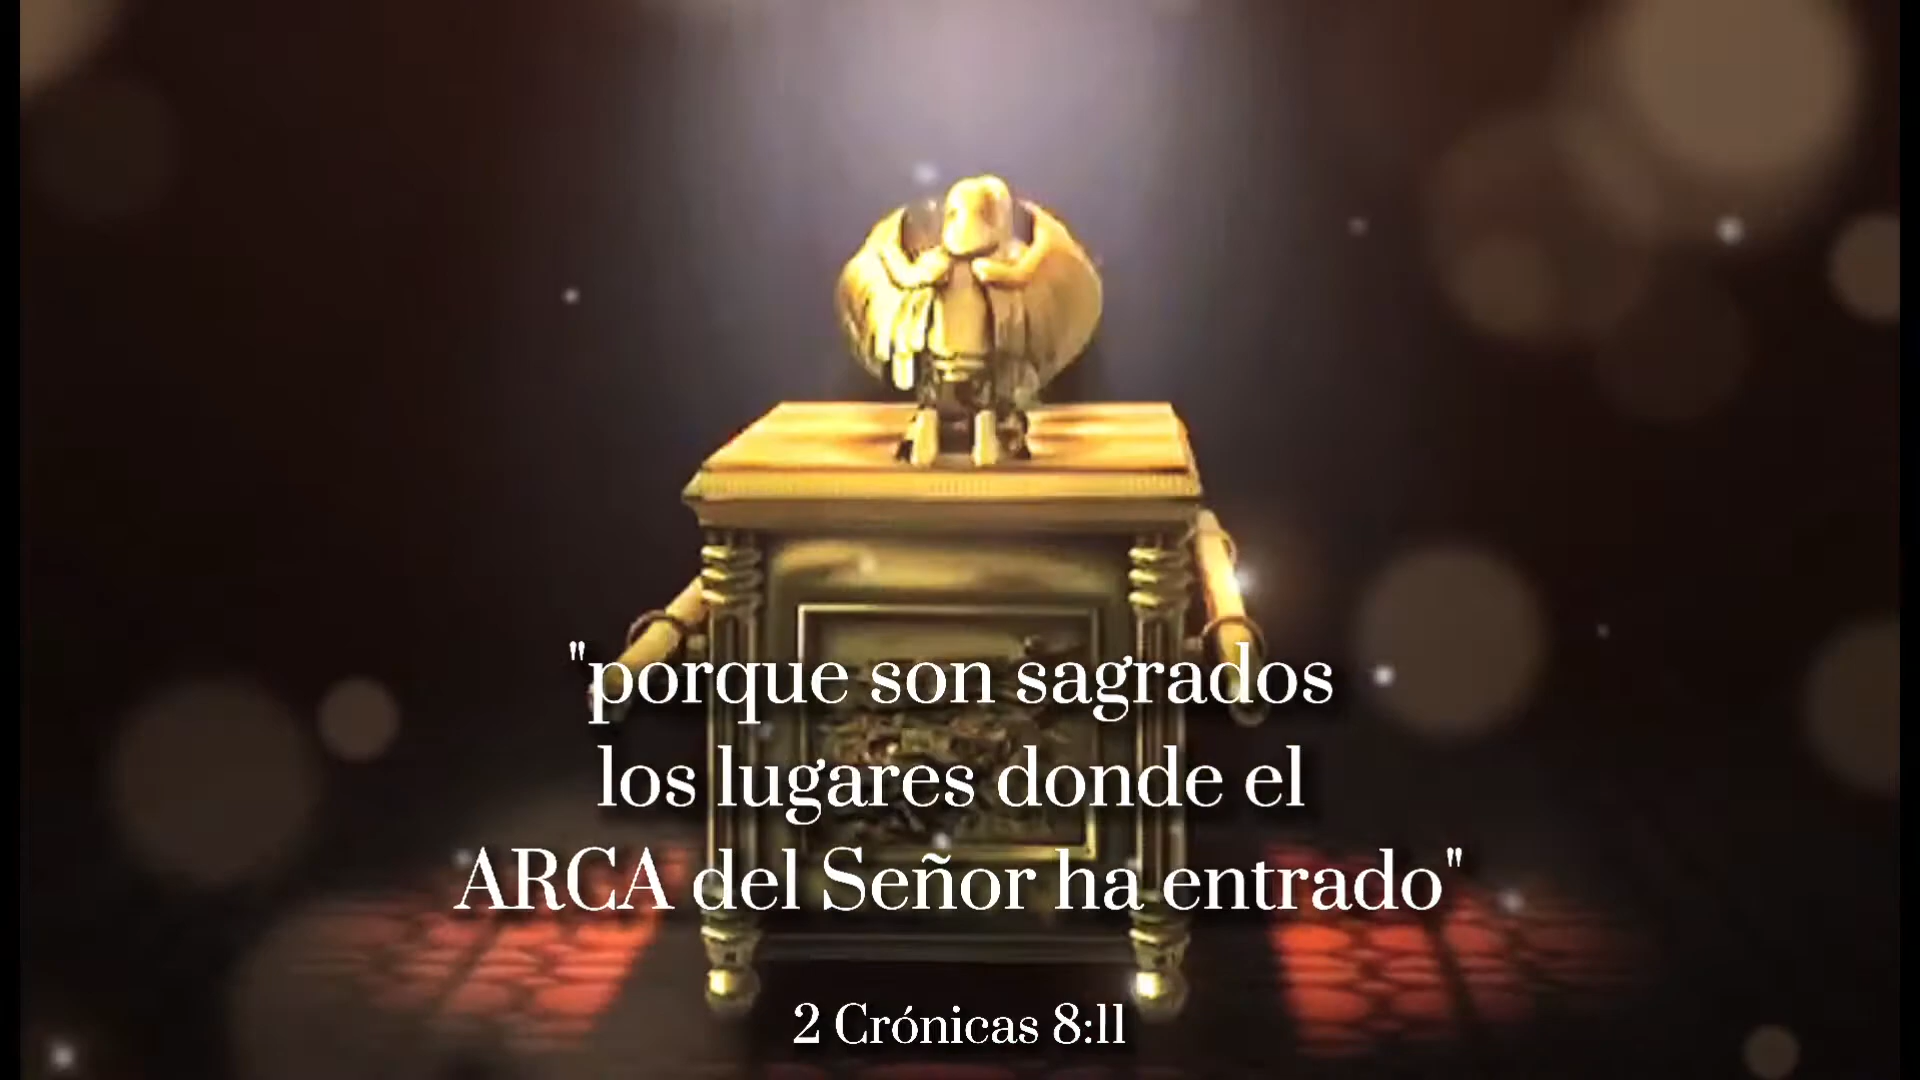 "porque son sagrados
los lugares donde el
ARCA del Señor ha entrado"
2 Crónicas 8:11